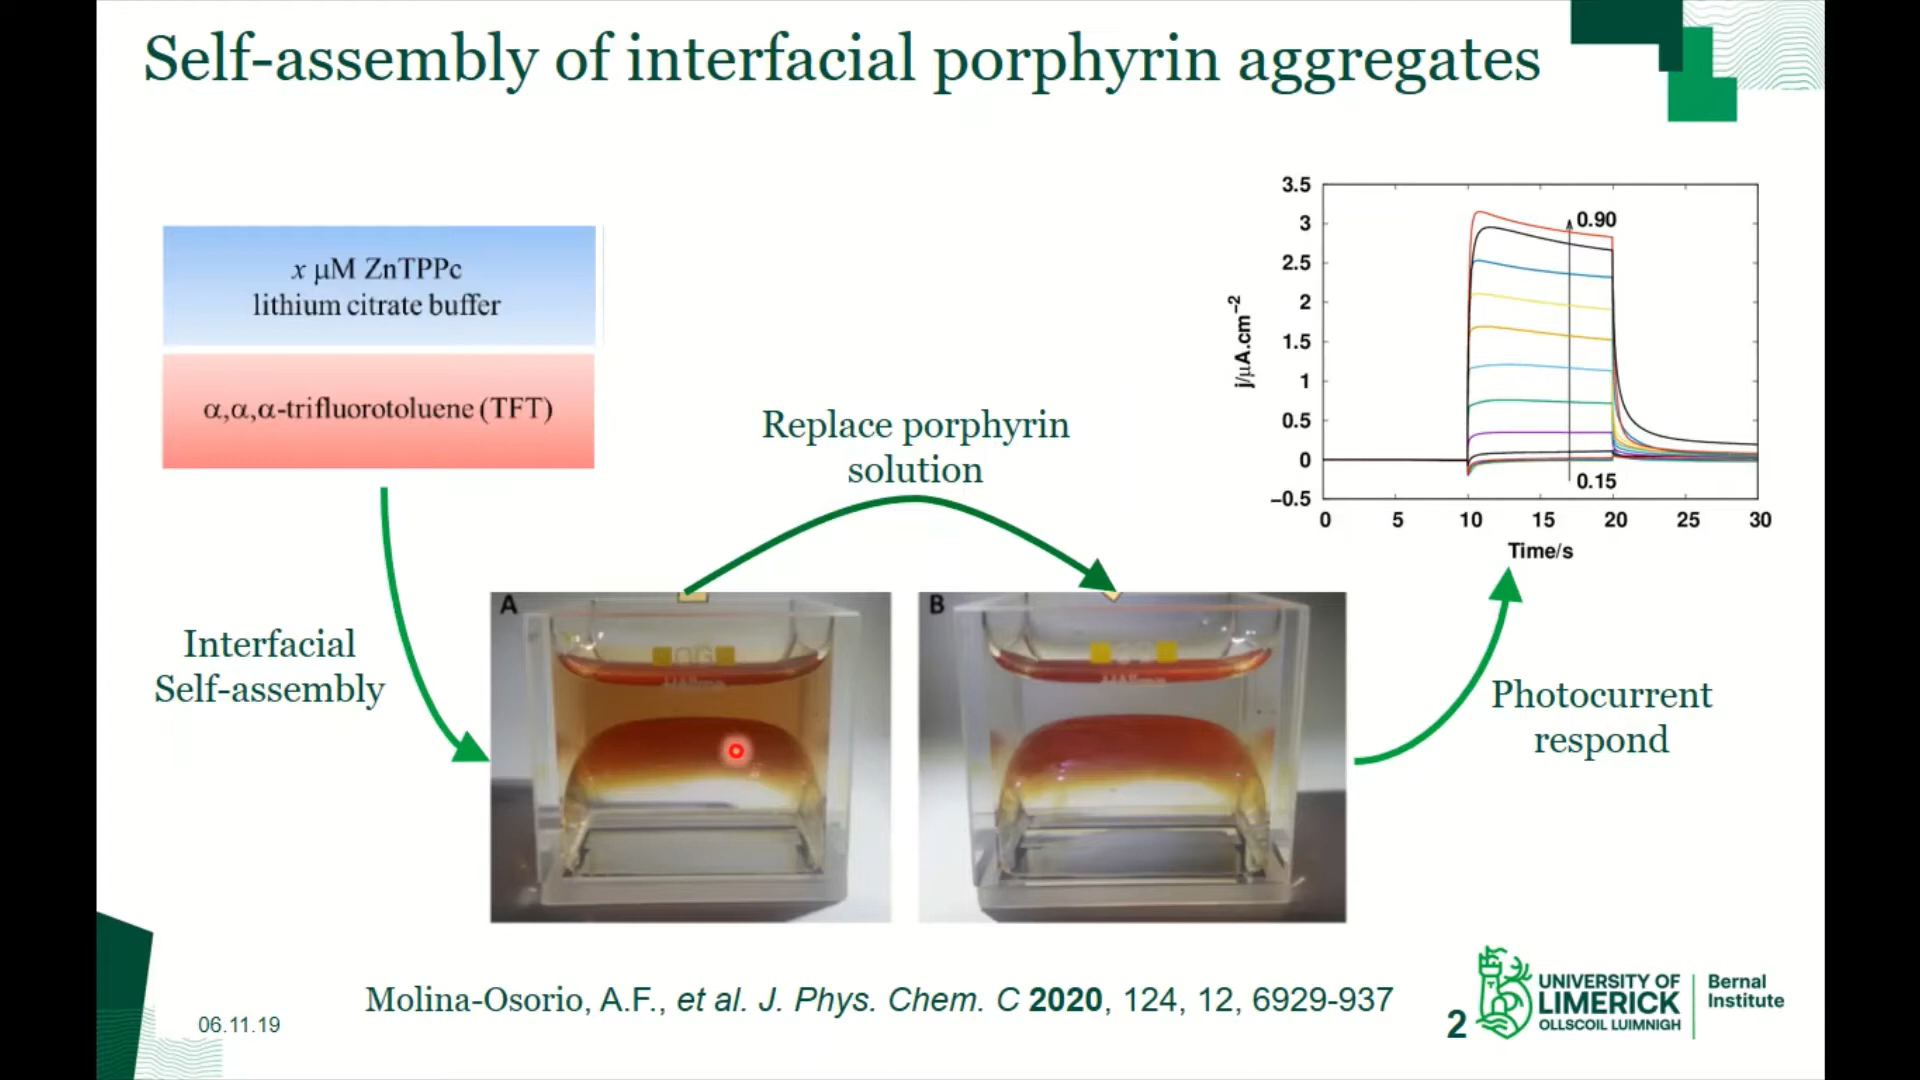 Self-assembly of interfacial porphyrin aggregates
x μM ZnTPPc
lithium citrate buffer
α,α,α-trifluorotoluene (TFT)
Interfacial
Self-assembly
Replace porphyrin
solution
A
B
3.5
3
2.5
2
1.5
1
0.5
0
−0.5
j/μA.cm−2
0.90
0.15
0 5 10 15 20 25 30
Time/s
Photocurrent
respond
Molina-Osorio, A.F., et al. J. Phys. Chem. C 2020, 124, 12, 6929-937
06.11.19
2
UNIVERSITY OF
LIMERICK
OLLSCOIL LUIMNIGH
Bernal
Institute